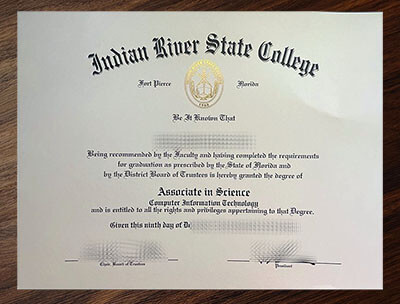 Indian River State College
Fort Pierce Florida
1960
Be It Known That
Being recommended by the Faculty and having completed the requirements
for graduation as prescribed by the State of Florida and
by the District Board of Trustees is hereby granted the degree of
Associate in Science
Computer Information Technology
and is entitled to all the rights and privileges appertaining to that Degree.
Given this ninth day of De
Chair, Board of Trustees President